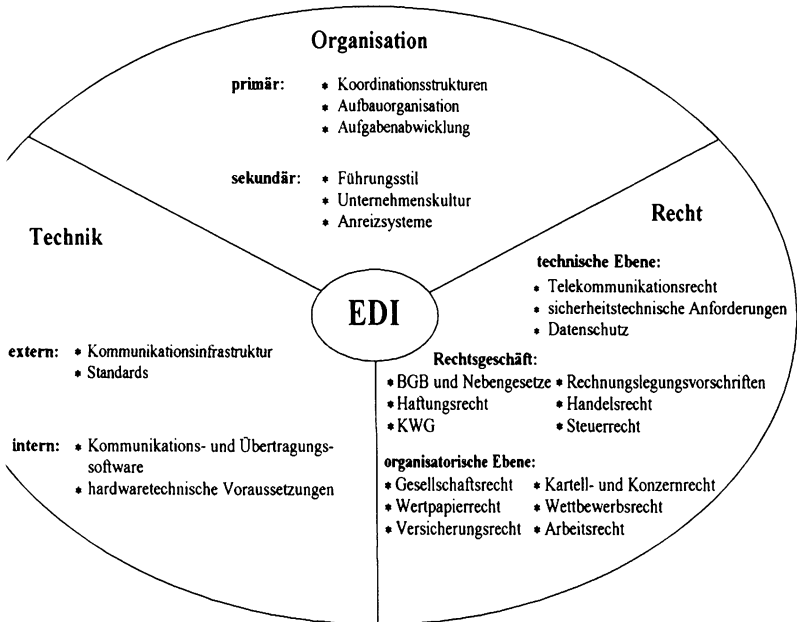 Organisation
primär: * Koordinationsstrukturen
* Aufbauorganisation
* Aufgabenabwicklung
sekundär: * Führungsstil
* Unternehmenskultur
* Anreizsysteme
Technik
extern: * Kommunikationsinfrastruktur
* Standards
intern: * Kommunikations- und Übertragungs-
software
* hardwaretechnische Voraussetzungen
EDI
Recht
technische Ebene:
* Telekommunikationsrecht
* sicherheitstechnische Anforderungen
* Datenschutz
Rechtsgeschäft:
* BGB und Nebengesetze * Rechnungslegungsvorschriften
* Haftungsrecht * Handelsrecht
* KWG * Steuerrecht
organisatorische Ebene:
* Gesellschaftsrecht * Kartell- und Konzernrecht
* Wertpapierrecht * Wettbewerbsrecht
* Versicherungsrecht * Arbeitsrecht